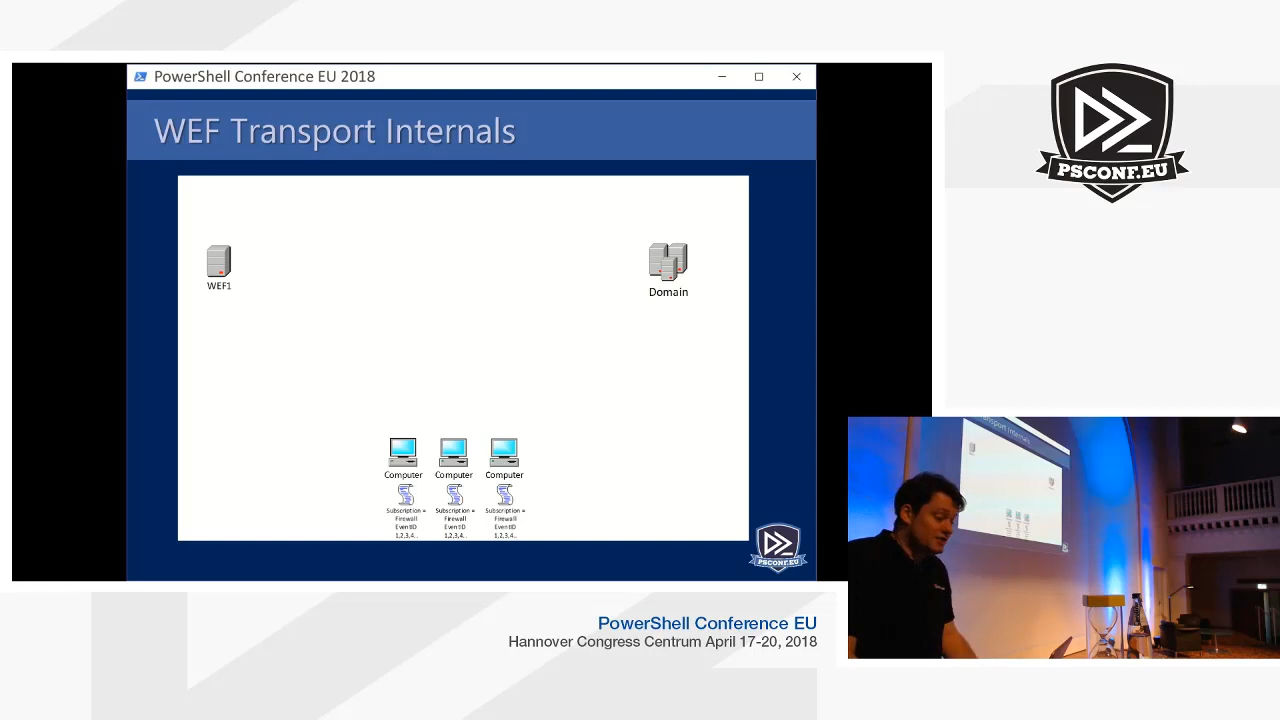 PowerShell Conference EU 2018
WEF Transport Internals
WEF1
Domain
Computer Computer Computer
Subscription = Subscription = Subscription =
Firewall Firewall Firewall
EventID EventID EventID
1,2,3,4.. 1,2,3,4.. 1,2,3,4..
PSCONF.EU
PSCONF.EU
Transport Internals
PowerShell Conference EU
Hannover Congress Centrum April 17-20, 2018